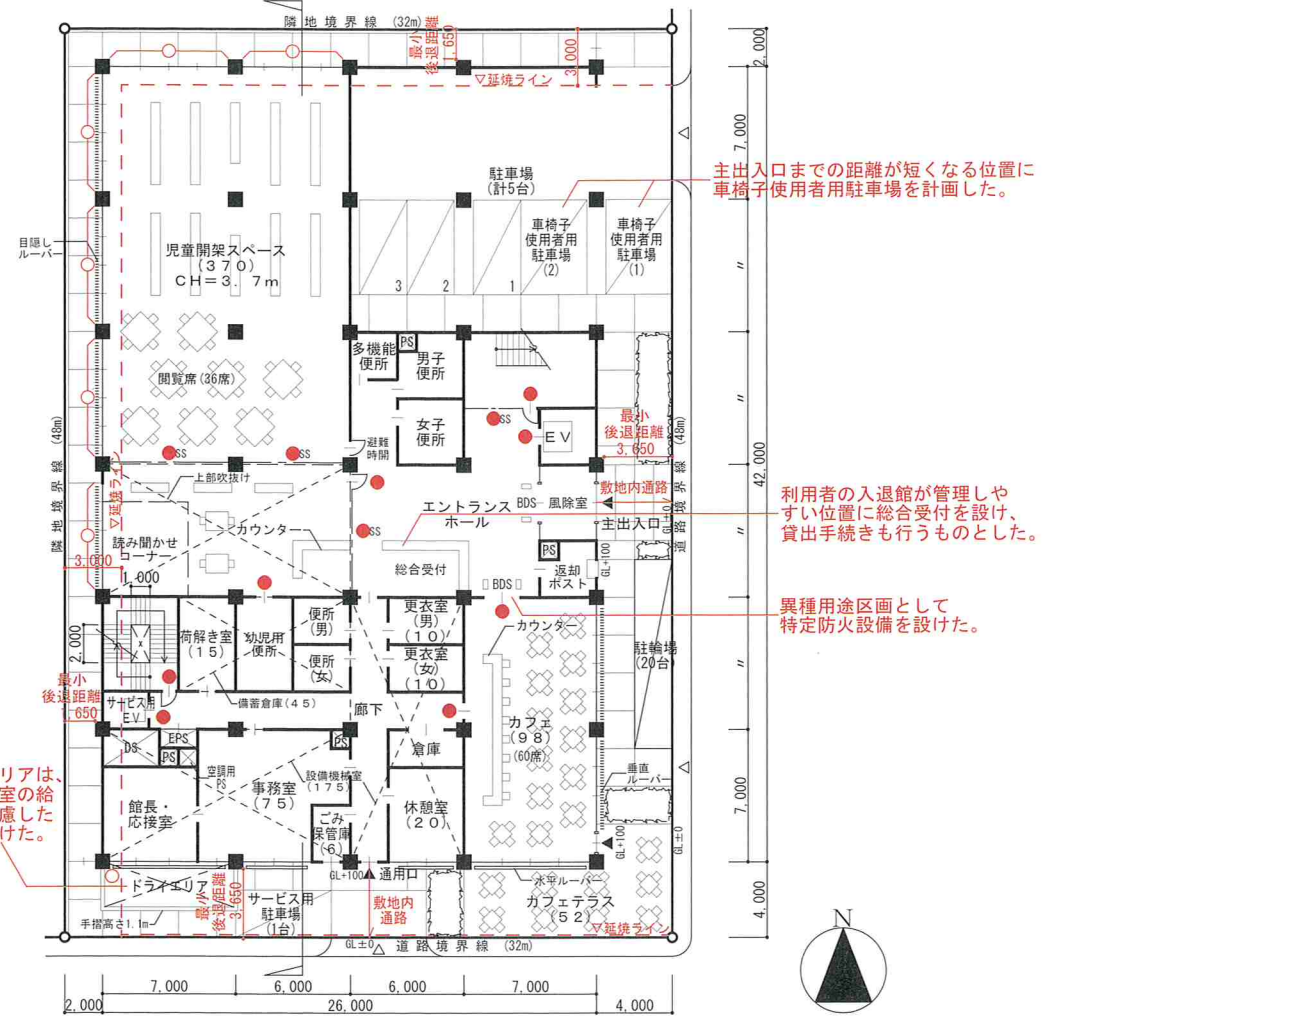 隣地境界線 (32m)
最小
後退距離
1,650
3,000
2,000
▽延焼ライン
7,000
主出入口までの距離が短くなる位置に
車椅子使用者用駐車場を計画した。
駐車場
(計5台)
車椅子
使用者用
駐車場
(2)
車椅子
使用者用
駐車場
(1)
3
2
1
目隠し
ルーバー
児童開架スペース
(370)
CH=3.7m
〃
多機能
便所
PS
男子
便所
閲覧席(36席)
〃
女子
便所
SS
EV
最小
後退距離
3,650
隣地境界線 (48m)
道路境界線 (48m)
42,000
SS
SS
避難
時開
▽延焼ライン
上部吹抜け
エントランス
ホール
BDS
風除室
敷地内通路
主出入口
GL±0
利用者の入退館が管理しや
すい位置に総合受付を設け、
貸出手続きも行うものとした。
カウンター
SS
〃
読み聞かせ
コーナー
総合受付
PS
返却
ポスト
GL+100
3,000
1,000
BDS
異種用途区画として
特定防火設備を設けた。
2,000
荷解き室
(15)
幼児用
便所
便所
(男)
便所
(女)
更衣室
(男)
(10)
更衣室
(女)
(10)
カウンター
駐輪場
(20台)
〃
最小
後退距離
1,650
サービス用
EV
備蓄倉庫(45)
廊下
カフェ
(98)
(60席)
DS
EPS
PS
PS
倉庫
空調用
PS
事務室
(75)
設備機械室
(175)
垂直
ルーバー
7,000
館長・
応接室
ごみ
保管庫
(6)
休憩室
(20)
GL+100
GL±0
リアは、
室の給
慮した
けた。
GL+100
通用口
水平ルーバー
ドライエリア
最小
後退距離
3,650
サービス用
駐車場
(1台)
敷地内
通路
カフェテラス
(52)
4,000
手摺高さ1.1m
▽延焼ライン
GL±0
道路境界線 (32m)
N
7,000
6,000
6,000
7,000
2,000
26,000
4,000